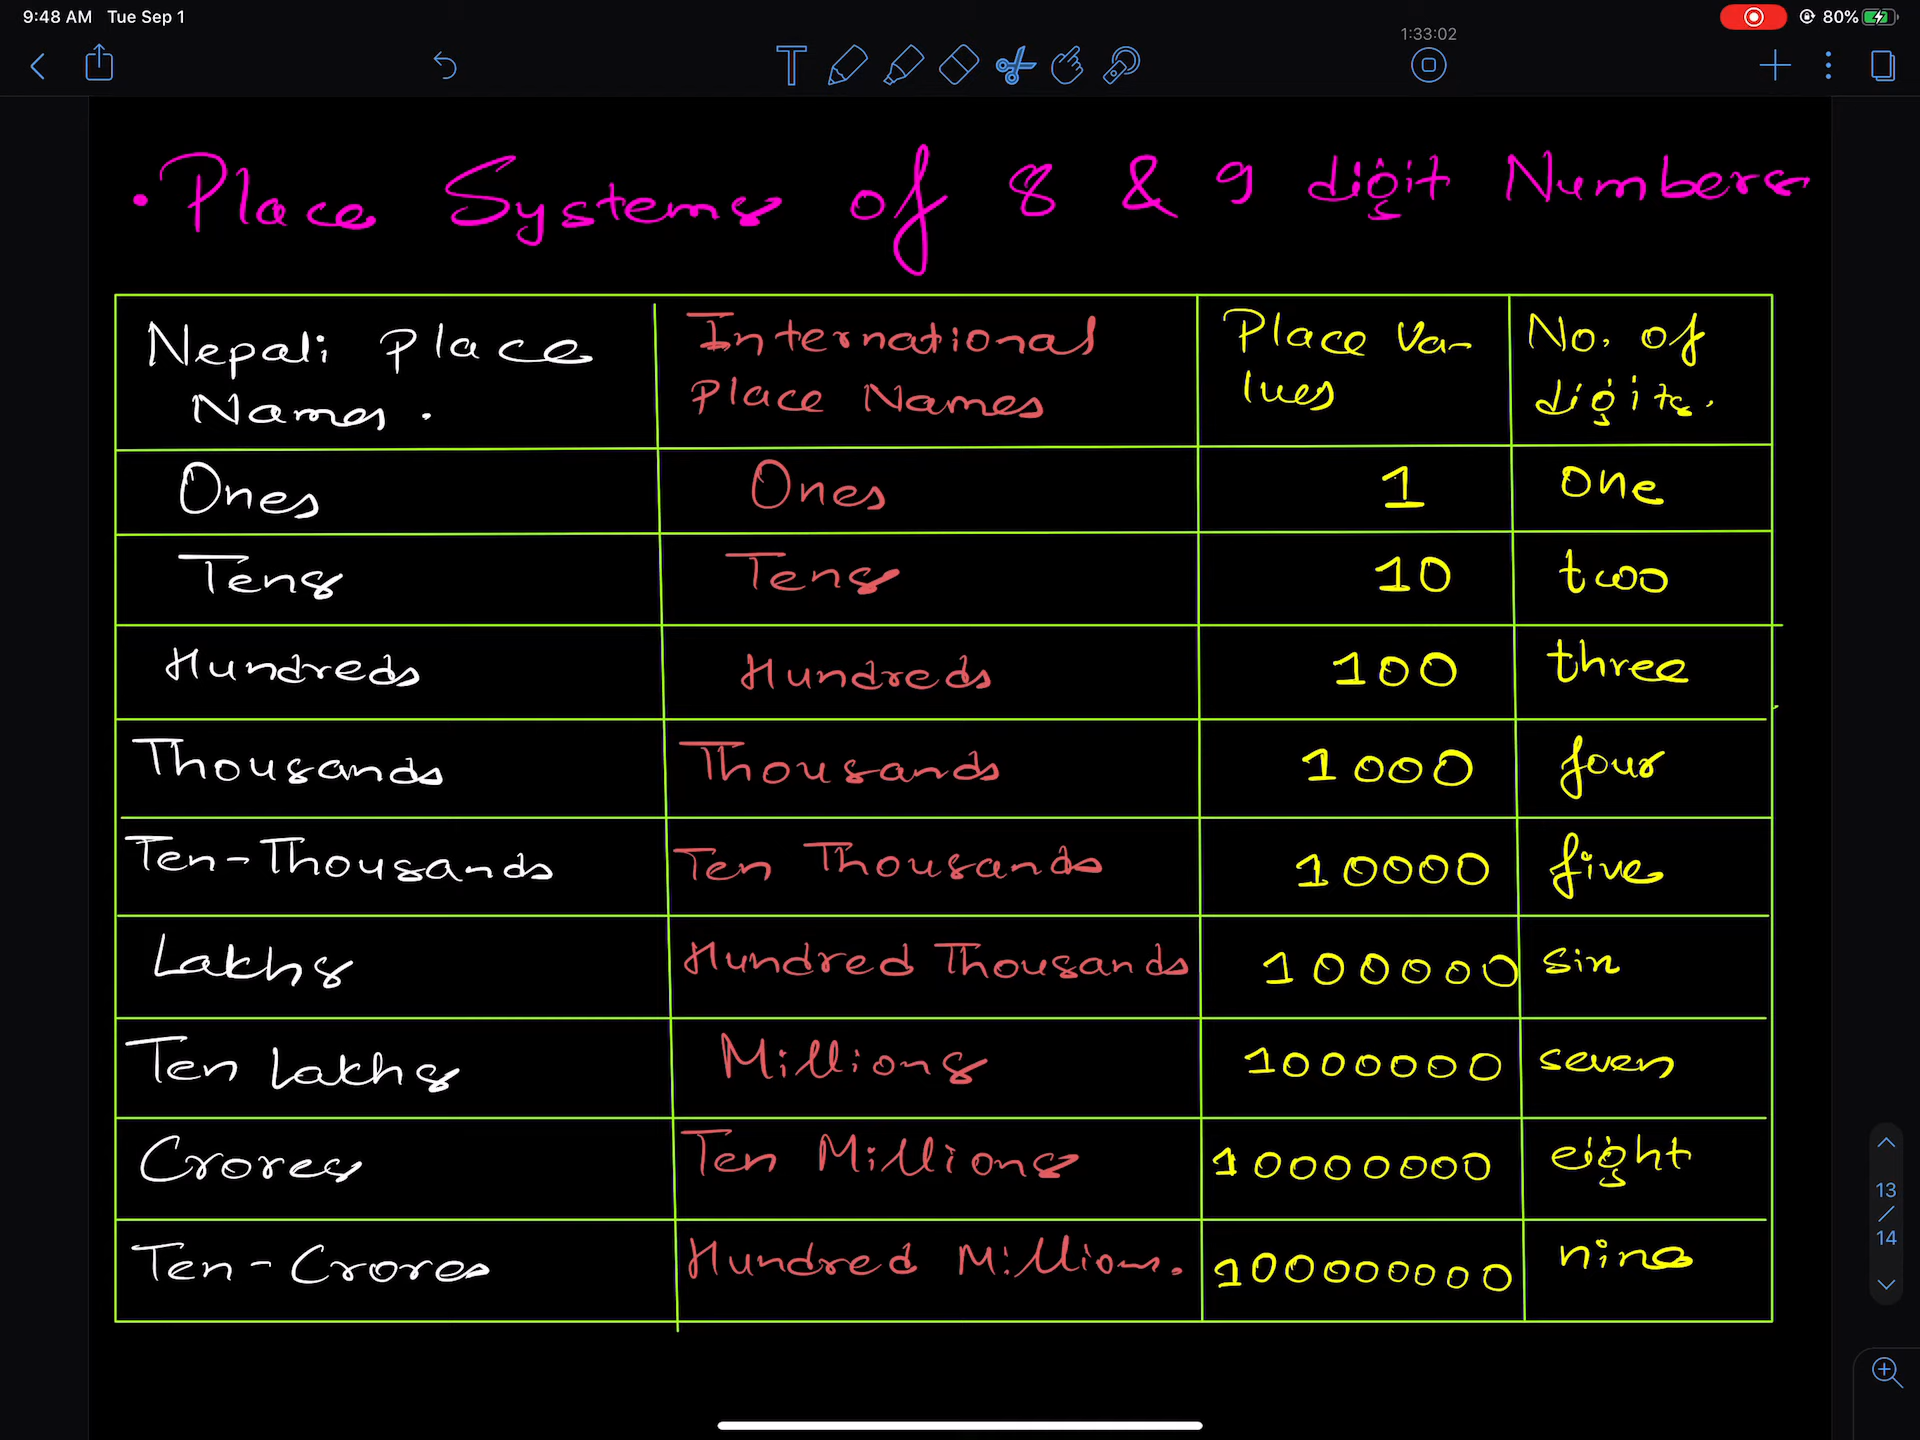 9:48 AM Tue Sep 1
80%
1:33:02
T
• Place Systems of 8 & 9 digit Numbers
Nepali Place Names. International Place Names Place Va- lues No. of digits.
Ones Ones 1 one
Tens Tens 10 two
Hundreds Hundreds 100 three
Thousands Thousands 1000 four
Ten-Thousands Ten Thousands 10000 five
Lakhs Hundred Thousands 100000 six
Ten Lakhs Millions 1000000 seven
Crores Ten Millions 10000000 eight
Ten-Crores Hundred Millions. 100000000 nine
13
/
14